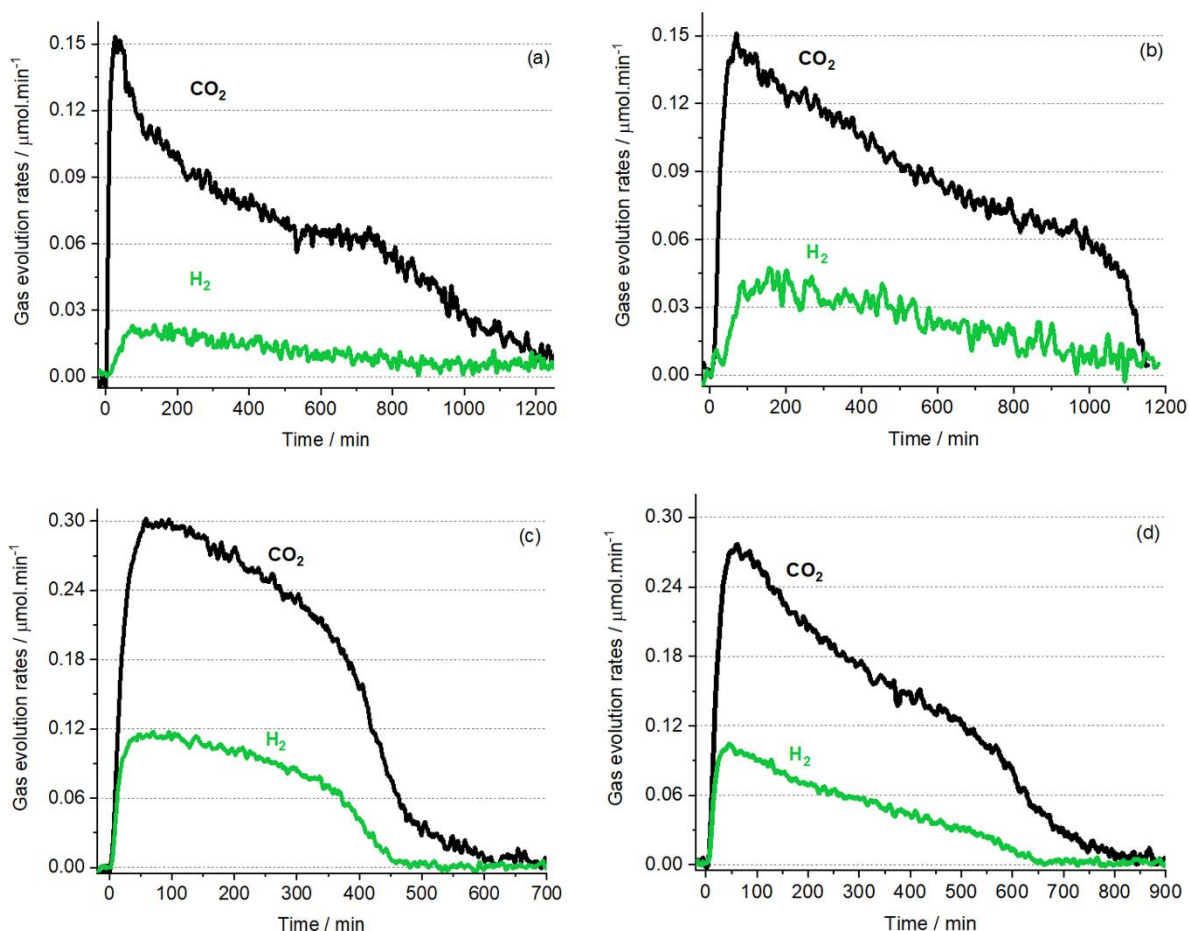 Gas evolution rates / μmol.min⁻¹
0.15
0.12
0.09
0.06
0.03
0.00
(a)
CO₂
H₂
0 200 400 600 800 1000 1200
Time / min
Gase evolution rates / μmol.min⁻¹
0.15
0.12
0.09
0.06
0.03
0.00
(b)
CO₂
H₂
0 200 400 600 800 1000 1200
Time / min
Gas evolution rates / μmol.min⁻¹
0.30
0.24
0.18
0.12
0.06
0.00
(c)
CO₂
H₂
0 100 200 300 400 500 600 700
Time / min
Gas evolution rates / μmol.min⁻¹
0.30
0.24
0.18
0.12
0.06
0.00
(d)
CO₂
H₂
0 100 200 300 400 500 600 700 800 900
Time / min